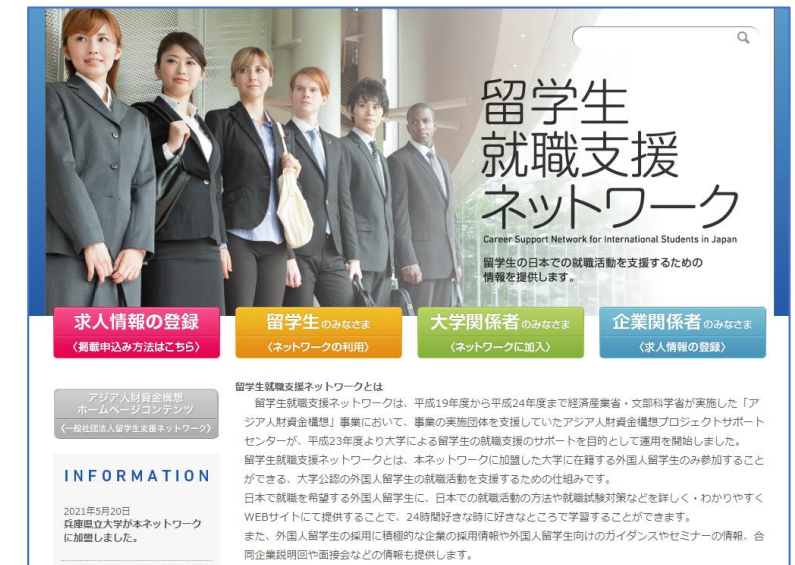 留学生
就職支援
ネットワーク
Career Support Network for International Students in Japan
留学生の日本での就職活動を支援するための
情報を提供します。
求人情報の登録
〈掲載申込み方法はこちら〉
留学生のみなさま
〈ネットワークの利用〉
大学関係者のみなさま
〈ネットワークに加入〉
企業関係者のみなさま
〈求人情報の登録〉
アジア人財資金構想
ホームページコンテンツ
〈一般社団法人留学生支援ネットワーク〉
INFORMATION
2021年5月20日
兵庫県立大学が本ネットワーク
に加盟しました。
留学生就職支援ネットワークとは
留学生就職支援ネットワークは、平成19年度から平成24年度まで経済産業省・文部科学省が実施した「ア
ジア人財資金構想」事業において、事業の実施団体を支援していたアジア人財資金構想プロジェクトサポート
センターが、平成23年度より大学による留学生の就職支援のサポートを目的として運用を開始しました。
留学生就職支援ネットワークとは、本ネットワークに加盟した大学に在籍する外国人留学生のみ参加すること
ができる、大学公認の外国人留学生の就職活動を支援するための仕組みです。
日本で就職を希望する外国人留学生に、日本での就職活動の方法や就職試験対策などを詳しく・わかりやすく
WEBサイトにて提供することで、24時間好きな時に好きなところで学習することができます。
また、外国人留学生の採用に積極的な企業の採用情報や外国人留学生向けのガイダンスやセミナーの情報、合
同企業説明回や面接会などの情報も提供します。